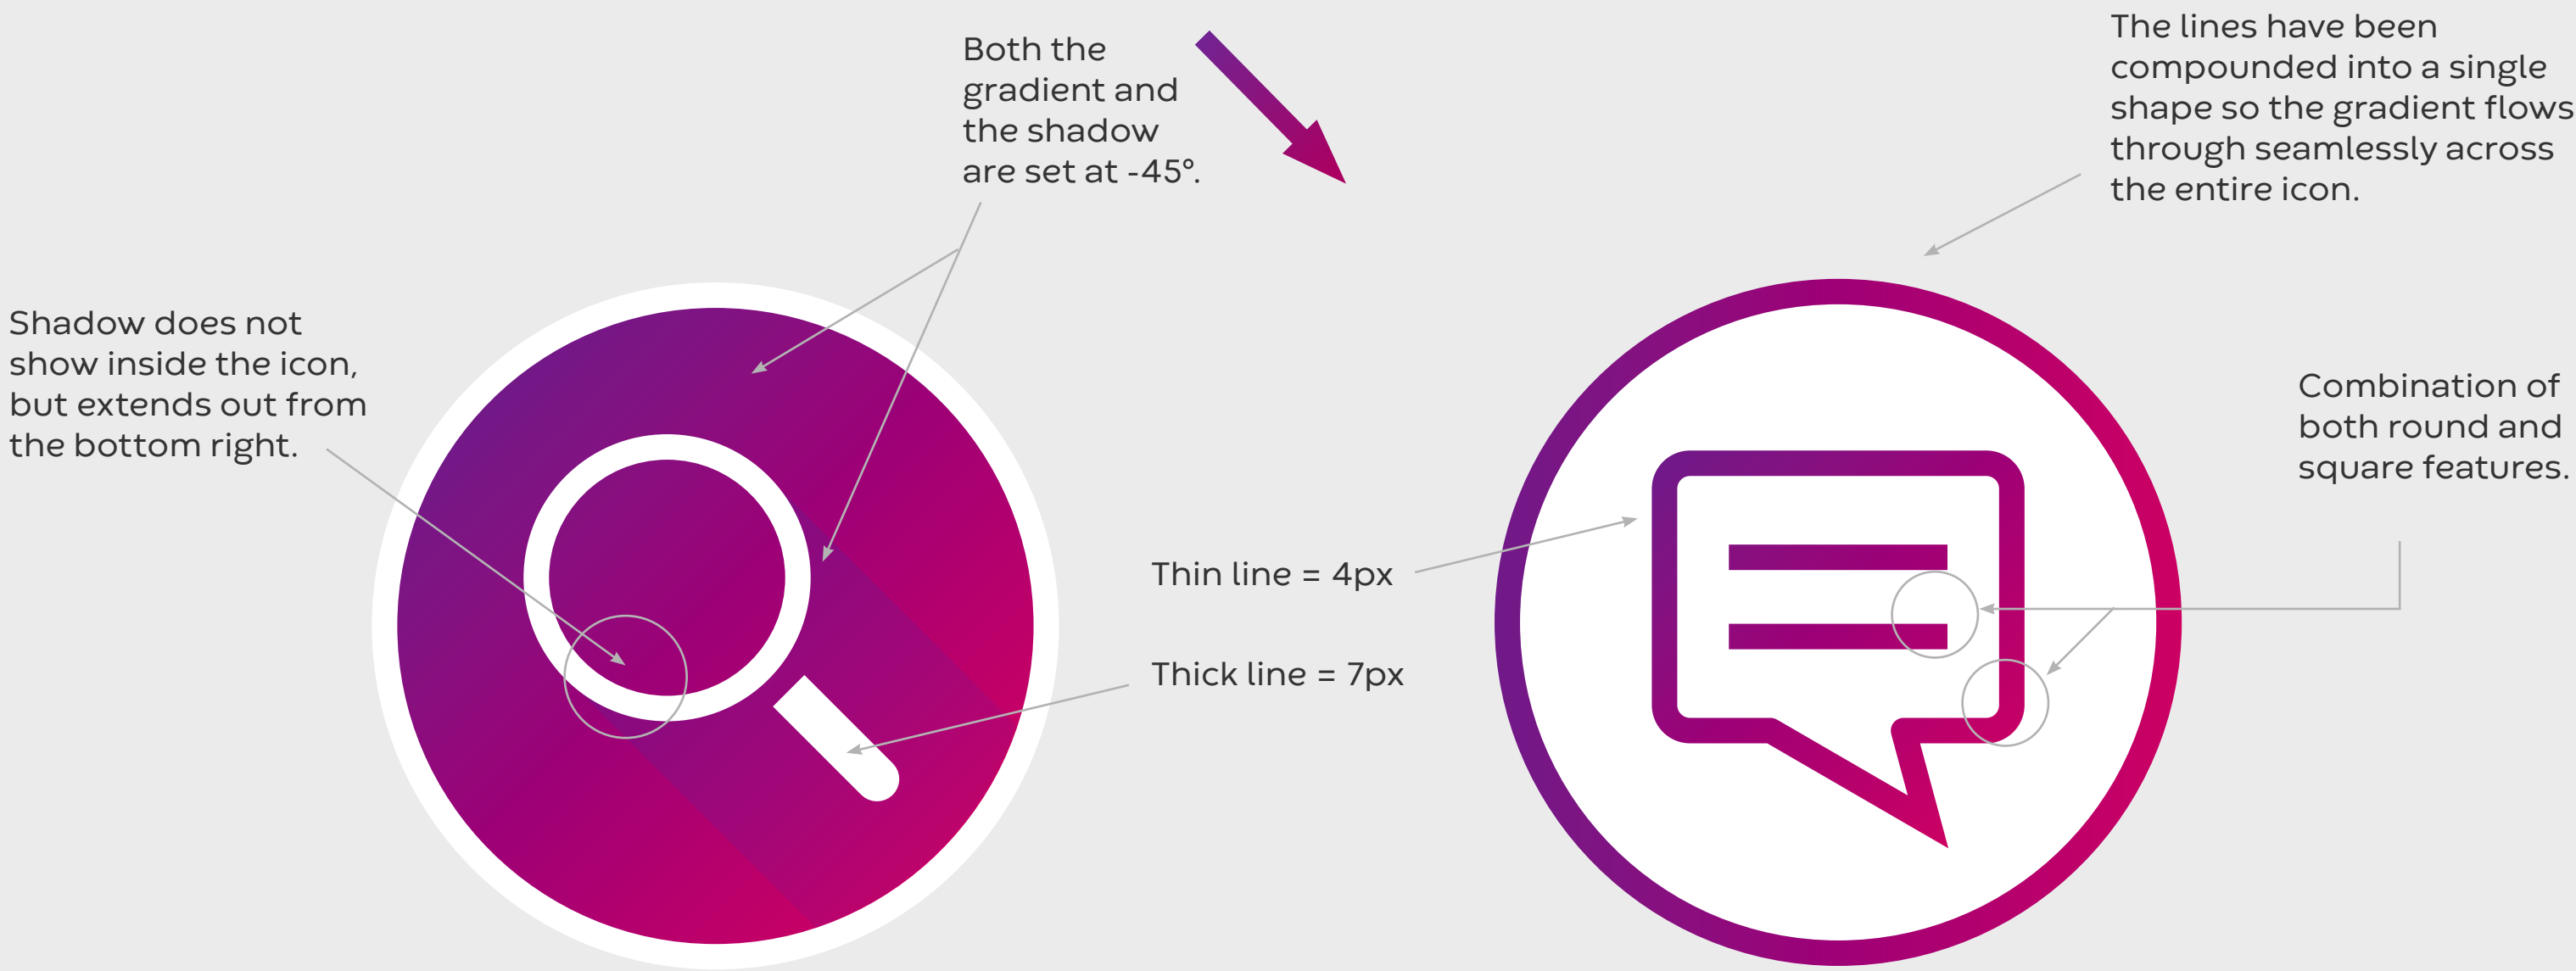 Both the
gradient and
the shadow
are set at -45°.
The lines have been
compounded into a single
shape so the gradient flows
through seamlessly across
the entire icon.
Shadow does not
show inside the icon,
but extends out from
the bottom right.
Combination of
both round and
square features.
Thin line = 4px
Thick line = 7px